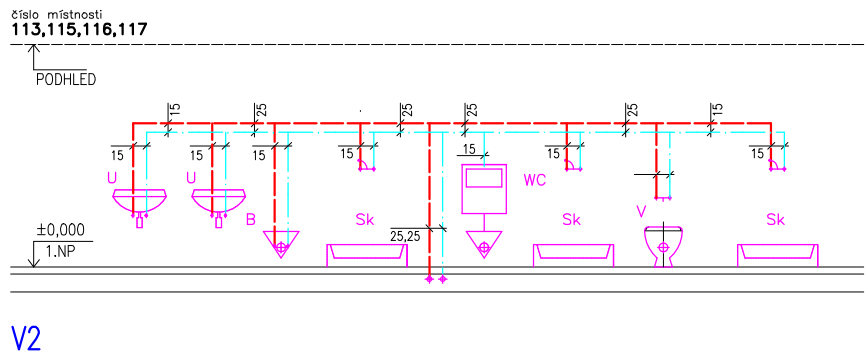 číslo místnosti
113,115,116,117
PODHLED
15 25 25 25 25 15
15 15 15 15 15 15 15
U U WC
B Sk Sk V Sk
±0,000
25,25
1.NP
V2